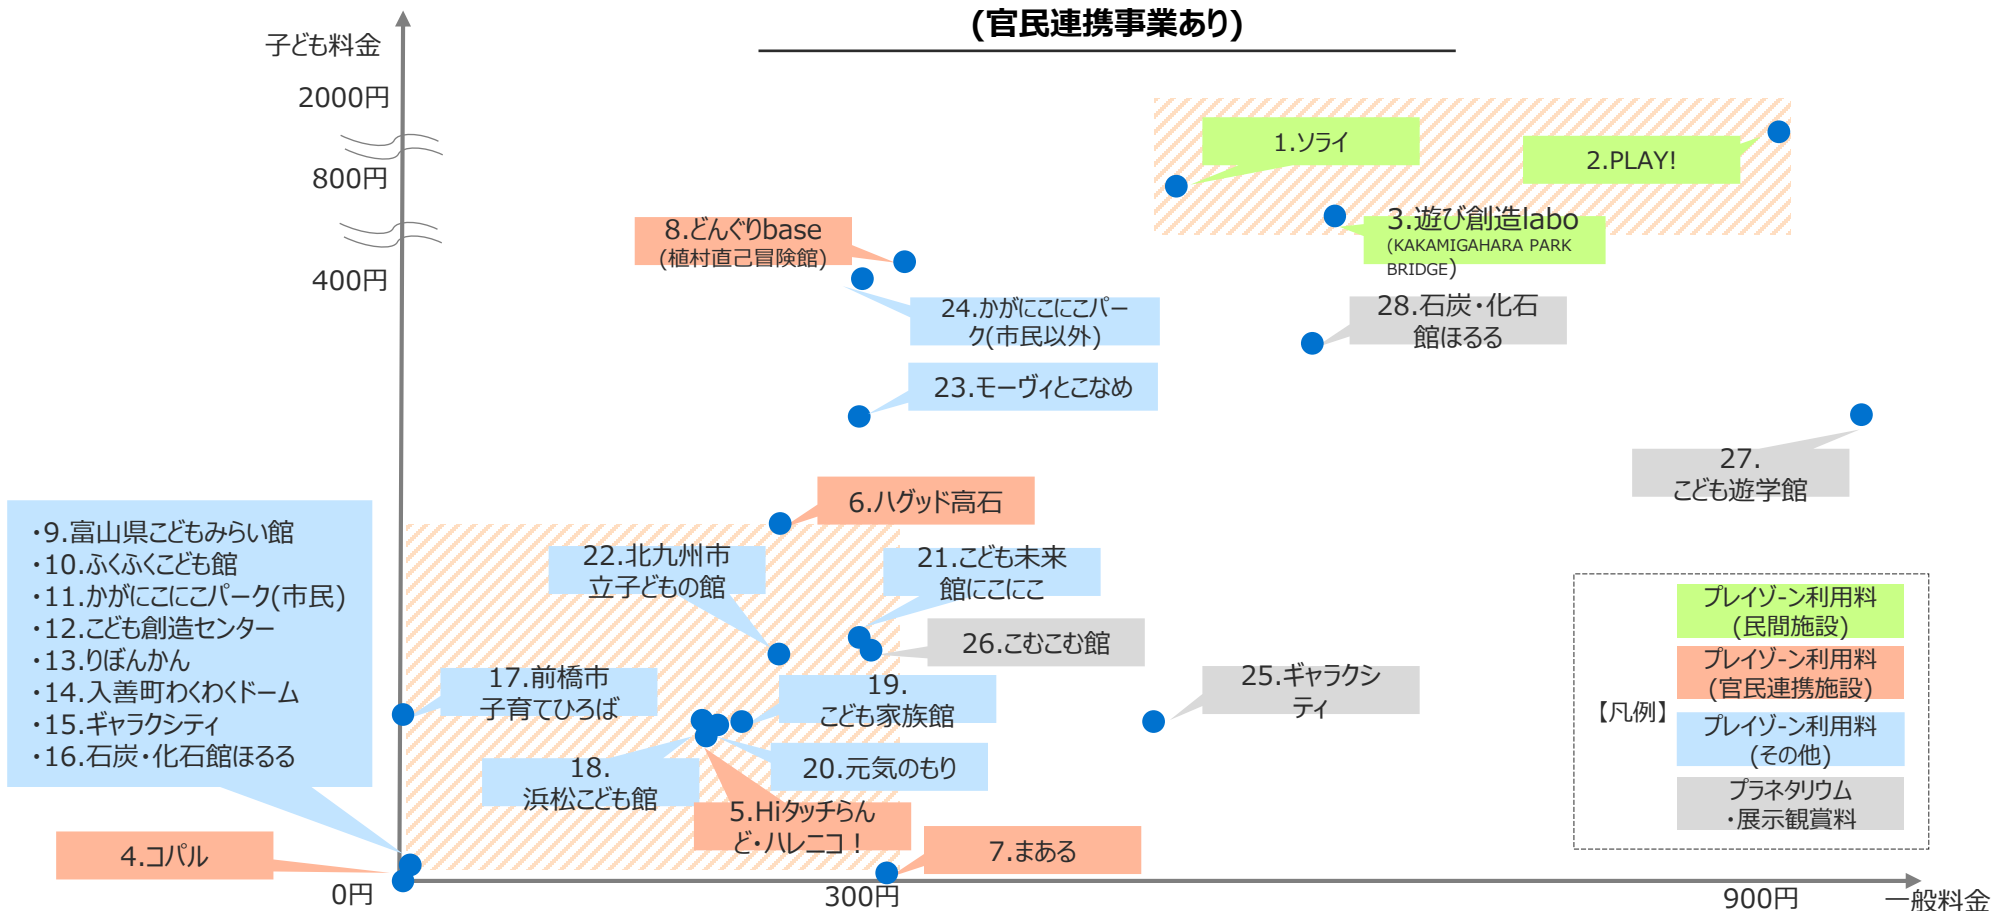 (官民連携事業あり)
子ども料金
2000円
800円
400円
1.ソライ
2.PLAY!
3.遊び創造labo
(KAKAMIGAHARA PARK
BRIDGE)
8.どんぐりbase
(植村直己冒険館)
24.かがにこにこパー
ク(市民以外)
28.石炭・化石
館ほるる
23.モーヴィとこなめ
27.
こども遊学館
6.ハグッド高石
・9.富山県こどもみらい館
・10.ふくふくこども館
・11.かがにこにこパーク(市民)
・12.こども創造センター
・13.りぼんかん
・14.入善町わくわくドーム
・15.ギャラクシティ
・16.石炭・化石館ほるる
22.北九州市
立子どもの館
21.こども未来
館にこにこ
26.こむこむ館
17.前橋市
子育てひろば
19.
こども家族館
25.ギャラクシ
ティ
18.
浜松こども館
20.元気のもり
5.Hiタッチらん
ど・ハレニコ！
4.コパル
7.まある
【凡例】
プレイゾーン利用料
(民間施設)
プレイゾーン利用料
(官民連携施設)
プレイゾーン利用料
(その他)
プラネタリウム
・展示観賞料
0円
300円
900円
一般料金